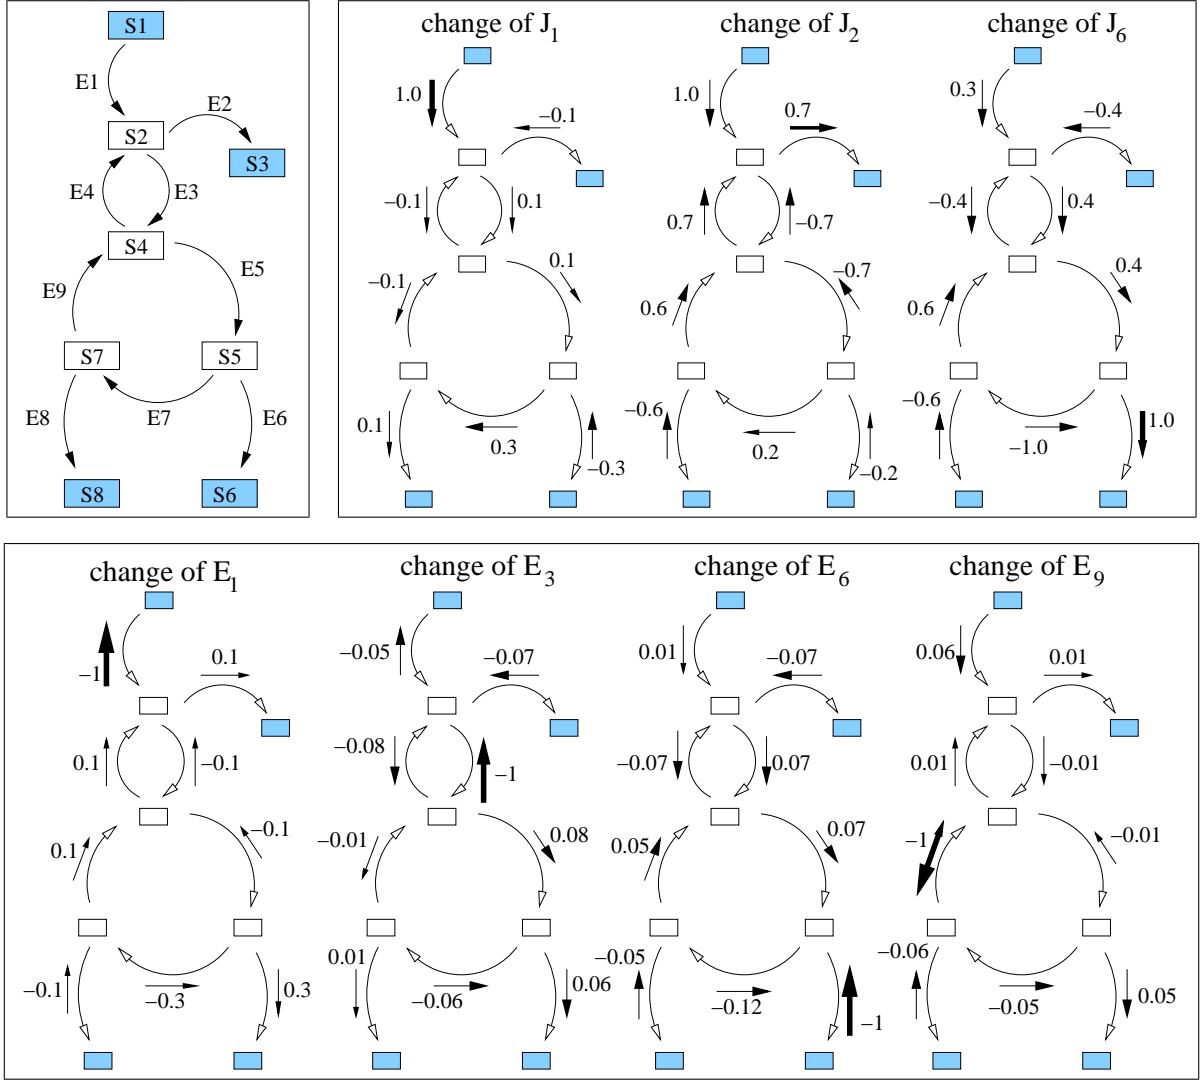 S1
E1
E2
S2
S3
E4
E3
S4
E5
E9
S7
S5
E8
E7
E6
S8
S6
change of J1
1.0
−0.1
−0.1
0.1
−0.1
0.1
0.1
0.3
−0.3
change of J2
1.0
0.7
0.7
−0.7
0.6
−0.7
−0.6
0.2
−0.2
change of J6
0.3
−0.4
−0.4
0.4
0.6
0.4
−0.6
−1.0
1.0
change of E1
−1
0.1
0.1
−0.1
0.1
−0.1
−0.1
−0.3
0.3
change of E3
−0.05
−0.07
−0.08
−1
−0.01
0.08
0.01
−0.06
0.06
change of E6
0.01
−0.07
−0.07
0.07
0.05
0.07
−0.05
−0.12
−1
change of E9
0.06
0.01
0.01
−0.01
−1
−0.01
−0.06
−0.05
0.05